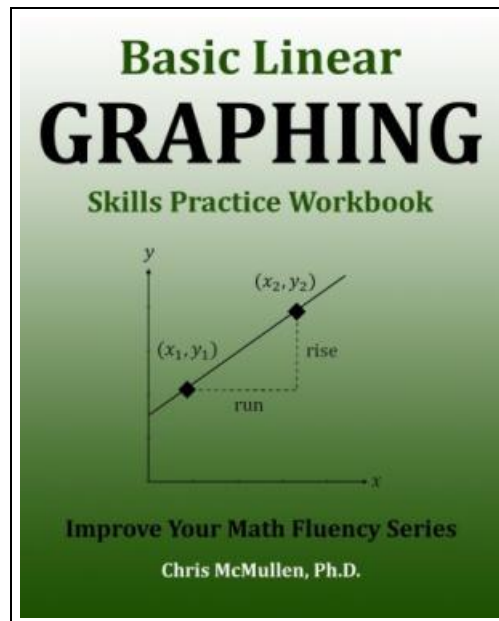 Basic Linear
GRAPHING
Skills Practice Workbook
y
(x₂, y₂)
(x₁, y₁)
rise
run
x
Improve Your Math Fluency Series
Chris McMullen, Ph.D.